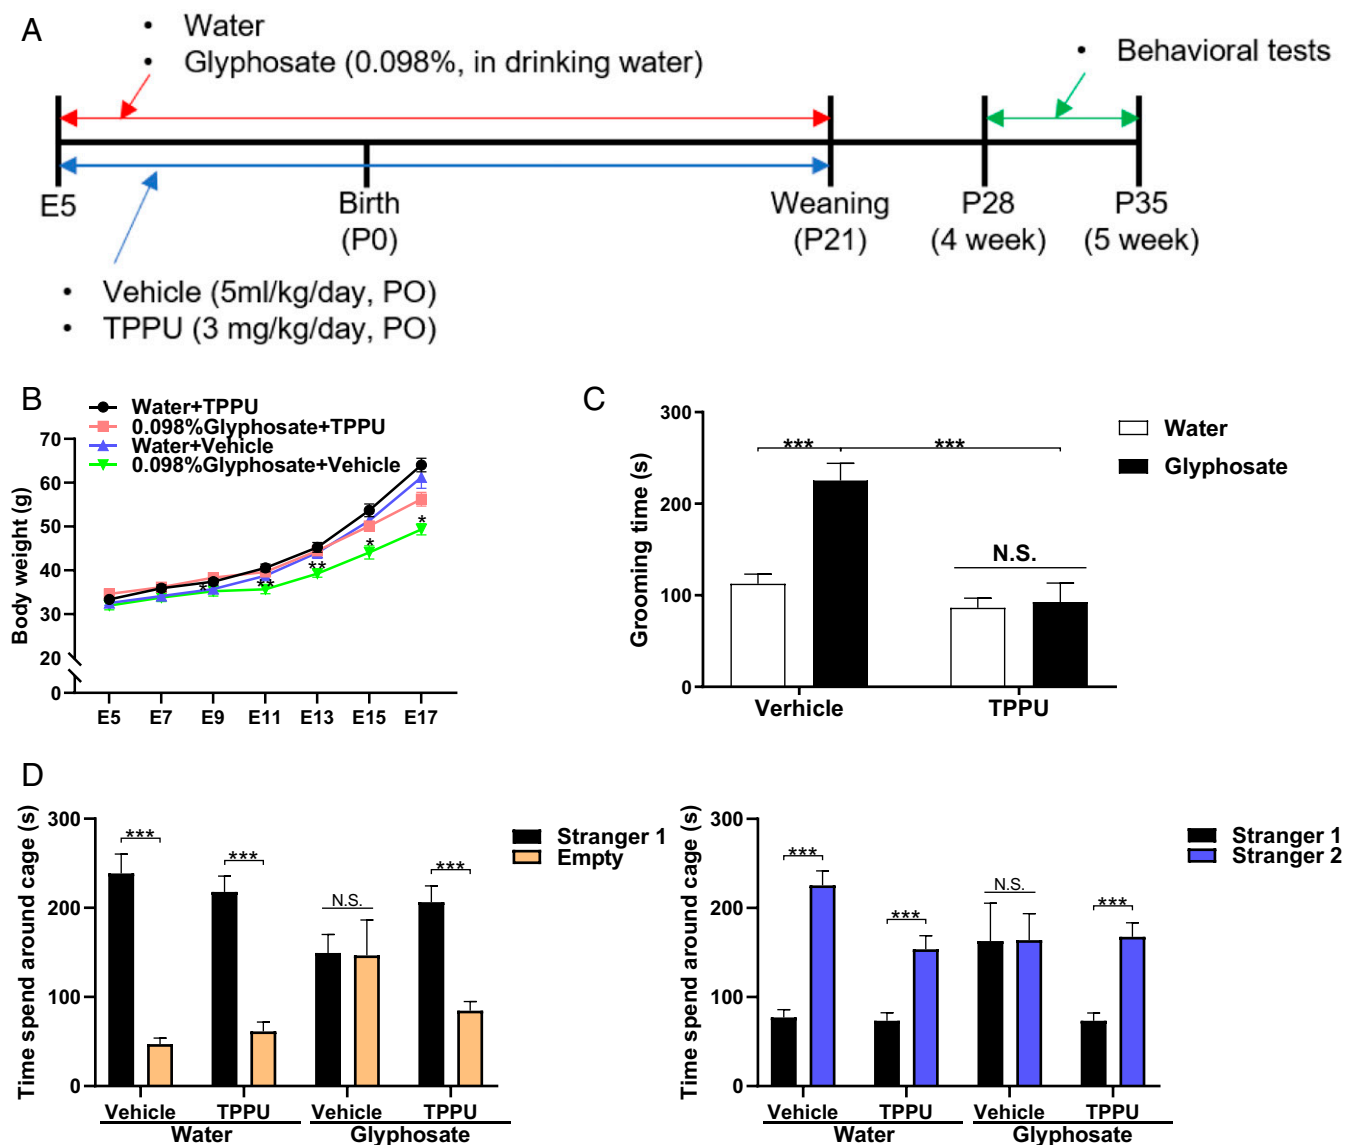 A
• Water
• Glyphosate (0.098%, in drinking water)
• Behavioral tests
E5
Birth
(P0)
Weaning
(P21)
P28
(4 week)
P35
(5 week)
• Vehicle (5ml/kg/day, PO)
• TPPU (3 mg/kg/day, PO)
B
Water+TPPU
0.098%Glyphosate+TPPU
Water+Vehicle
0.098%Glyphosate+Vehicle
Body weight (g)
70
60
50
40
30
20
0
* ** ** * *
E5 E7 E9 E11 E13 E15 E17
C
Grooming time (s)
300
200
100
0
*** ***
N.S.
Water
Glyphosate
Verhicle TPPU
D
Time spend around cage (s)
300
200
100
0
*** *** N.S. ***
Stranger 1
Empty
Vehicle TPPU Vehicle TPPU
Water Glyphosate
Time spend around cage (s)
300
200
100
0
*** *** N.S. ***
Stranger 1
Stranger 2
Vehicle TPPU Vehicle TPPU
Water Glyphosate